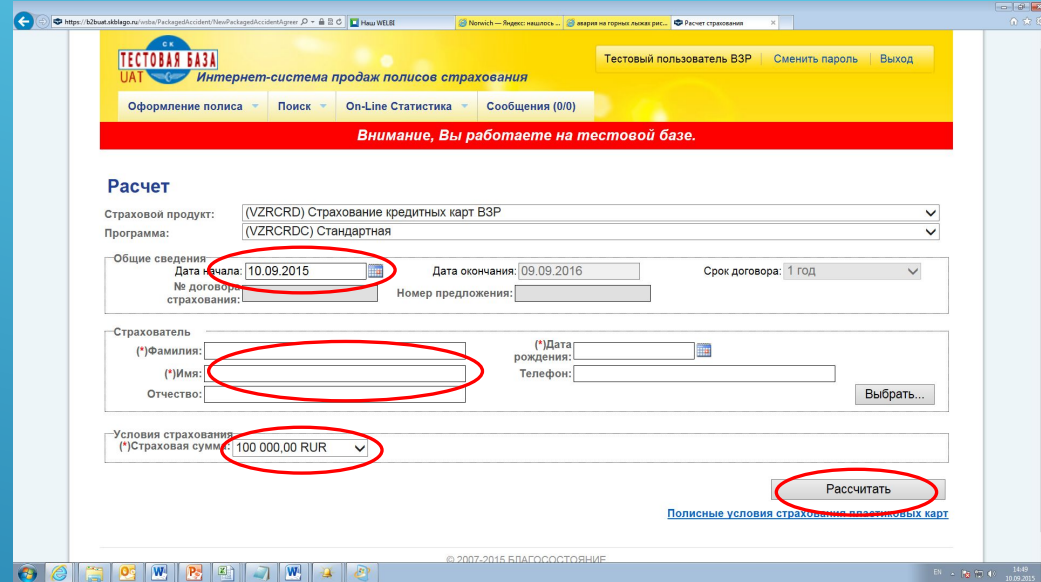 https://b2buat.skblago.ru/wsba/PackagedAccident/NewPackagedAccidentAgreer
Наш WELBI
Norwich — Яндекс: нашлось ...
авария на горных лыжах рис...
Расчет страхования
СК
ТЕСТОВАЯ БАЗА
UAT
Интернет-система продаж полисов страхования
Тестовый пользователь ВЗР
Сменить пароль
Выход
Оформление полиса
Поиск
On-Line Статистика
Сообщения (0/0)
Внимание, Вы работаете на тестовой базе.
Расчет
Страховой продукт: (VZRCRD) Страхование кредитных карт ВЗР
Программа: (VZRCRDC) Стандартная
Общие сведения
Дата начала: 10.09.2015 Дата окончания: 09.09.2016 Срок договора: 1 год
№ договора страхования: Номер предложения:
Страхователь
(*)Фамилия: (*)Дата рождения:
(*)Имя: Телефон:
Отчество:
Выбрать...
Условия страхования
(*)Страховая сумма: 100 000,00 RUR
Рассчитать
Полисные условия страхования пластиковых карт
© 2007-2015 БЛАГОСОСТОЯНИЕ
EN
14:49
10.09.2015